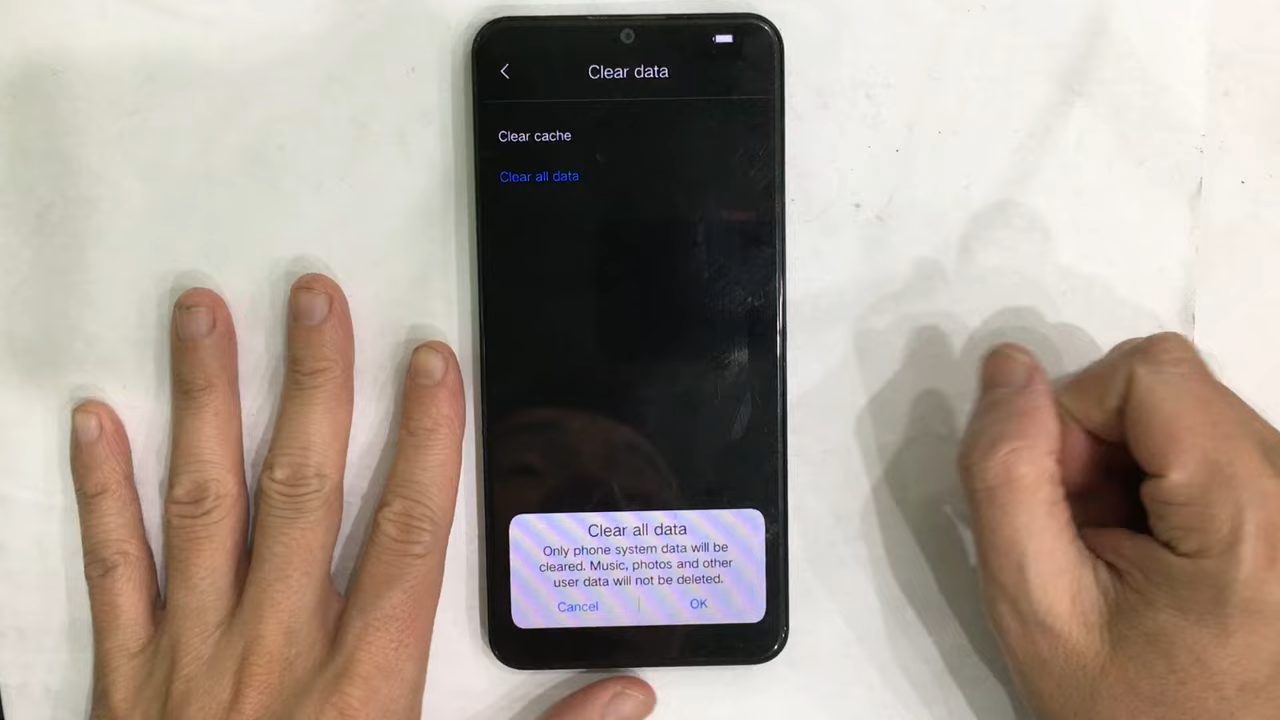 Clear data
Clear cache
Clear all data
Clear all data
Only phone system data will be
cleared. Music, photos and other
user data will not be deleted.
Cancel
OK